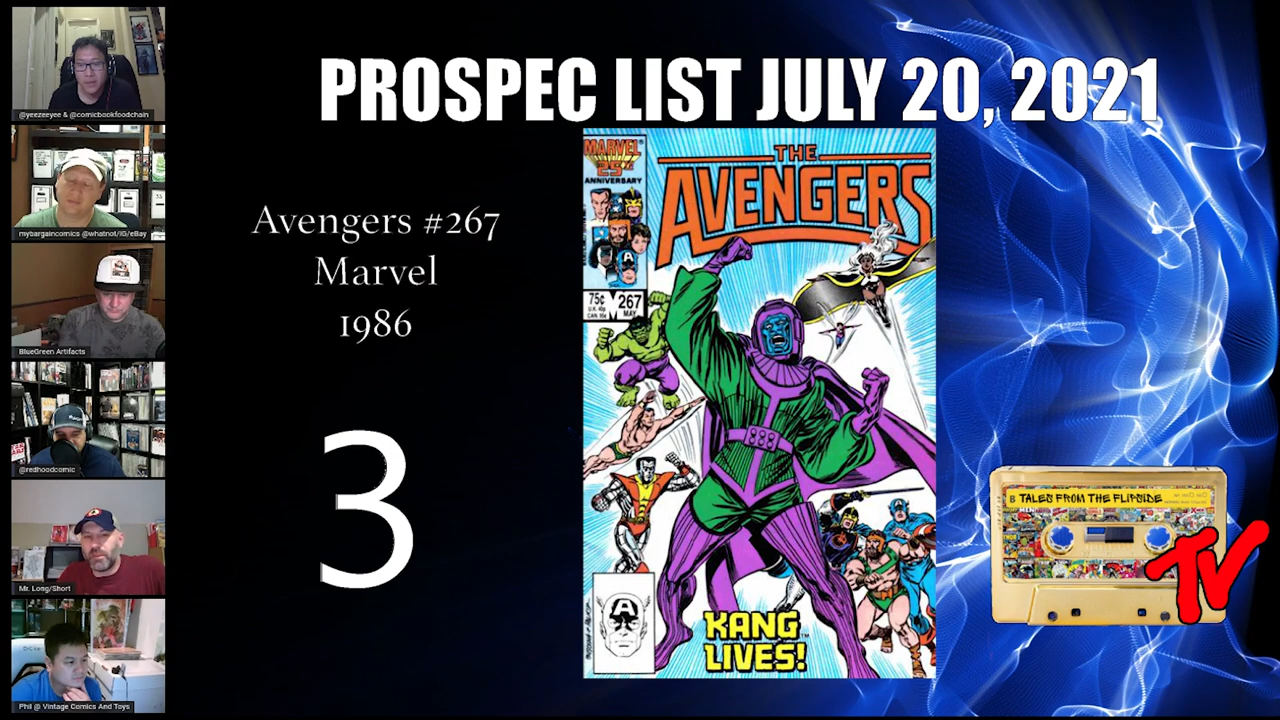 PROSPEC LIST JULY 20, 2021
@yeezeeyee & @comicbookfoodchain
mybargaincomics @whatnot/IG/eBay
BlueGreen Artifacts
@redhoodcomic
Mr. Long/Short
Phil @ Vintage Comics And Toys
Avengers #267
Marvel
1986
3
MARVEL
25TH
ANNIVERSARY
75¢
267
MAY
THE
AVENGERS
KANG
LIVES!
B TALES FROM THE FLIPSIDE
TV